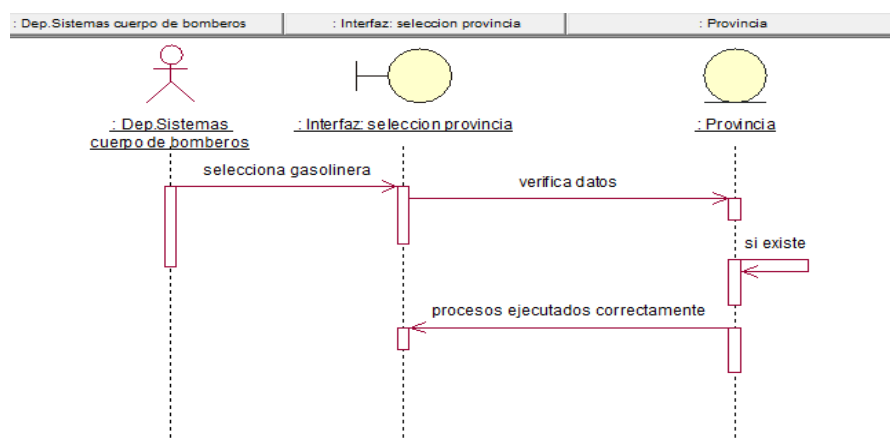 : Dep.Sistemas cuerpo de bomberos
: Interfaz: seleccion provincia
: Provincia
: Dep.Sistemas
cuerpo de bomberos
: Interfaz: seleccion provincia
: Provincia
selecciona gasolinera
verifica datos
si existe
procesos ejecutados correctamente